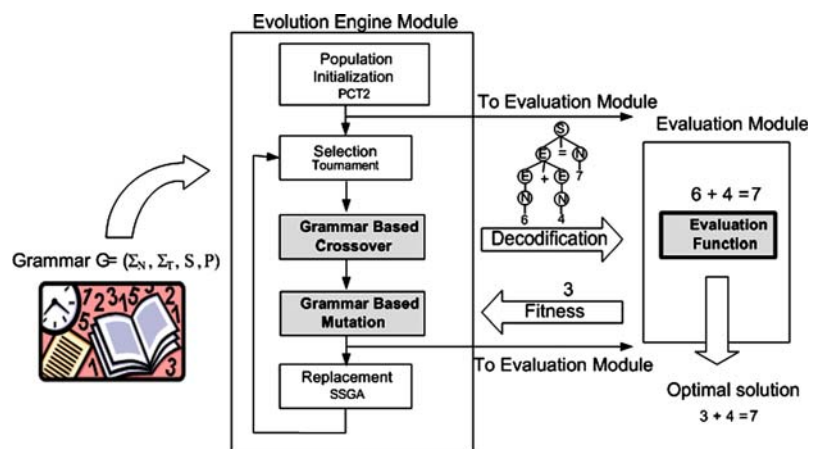 Evolution Engine Module
Population
Initialization
PCT2
To Evaluation Module
Evaluation Module
Selection
Tournament
S
E = N
E + E 7
N N
6 4
6 + 4 = 7
Evaluation
Function
Grammar Based
Crossover
Decodification
Grammar G= (ΣN, ΣT, S, P)
3
Fitness
Grammar Based
Mutation
To Evaluation Module
Replacement
SSGA
Optimal solution
3 + 4 = 7